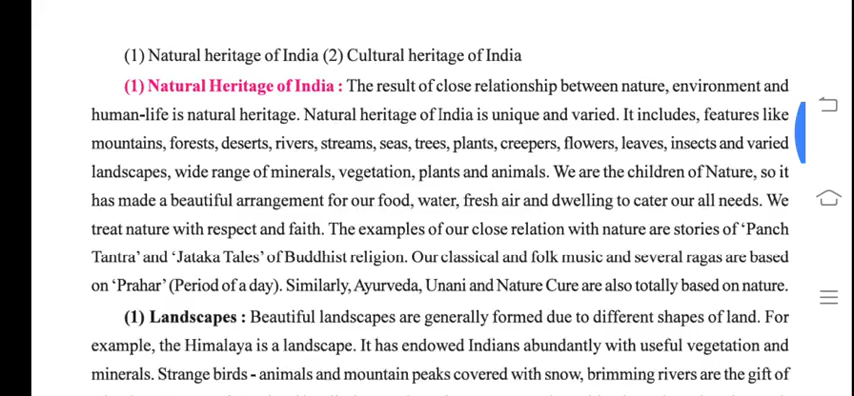 (1) Natural heritage of India (2) Cultural heritage of India
(1) Natural Heritage of India : The result of close relationship between nature, environment and
human-life is natural heritage. Natural heritage of India is unique and varied. It includes, features like
mountains, forests, deserts, rivers, streams, seas, trees, plants, creepers, flowers, leaves, insects and varied
landscapes, wide range of minerals, vegetation, plants and animals. We are the children of Nature, so it
has made a beautiful arrangement for our food, water, fresh air and dwelling to cater our all needs. We
treat nature with respect and faith. The examples of our close relation with nature are stories of ‘Panch
Tantra’ and ‘Jataka Tales’ of Buddhist religion. Our classical and folk music and several ragas are based
on ‘Prahar’ (Period of a day). Similarly, Ayurveda, Unani and Nature Cure are also totally based on nature.
(1) Landscapes : Beautiful landscapes are generally formed due to different shapes of land. For
example, the Himalaya is a landscape. It has endowed Indians abundantly with useful vegetation and
minerals. Strange birds - animals and mountain peaks covered with snow, brimming rivers are the gift of